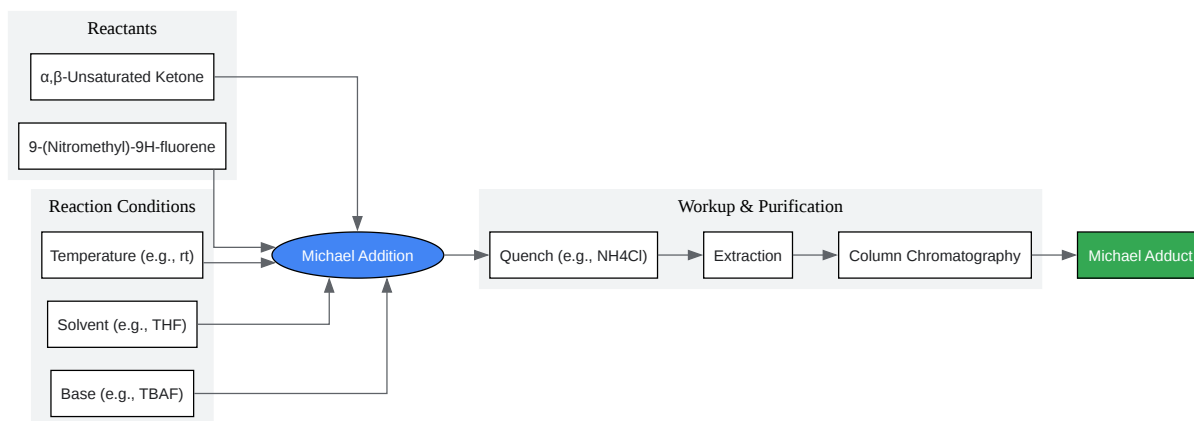 Reactants
α,β-Unsaturated Ketone
9-(Nitromethyl)-9H-fluorene
Reaction Conditions
Temperature (e.g., rt)
Solvent (e.g., THF)
Base (e.g., TBAF)
Michael Addition
Workup & Purification
Quench (e.g., NH4Cl)
Extraction
Column Chromatography
Michael Adduct